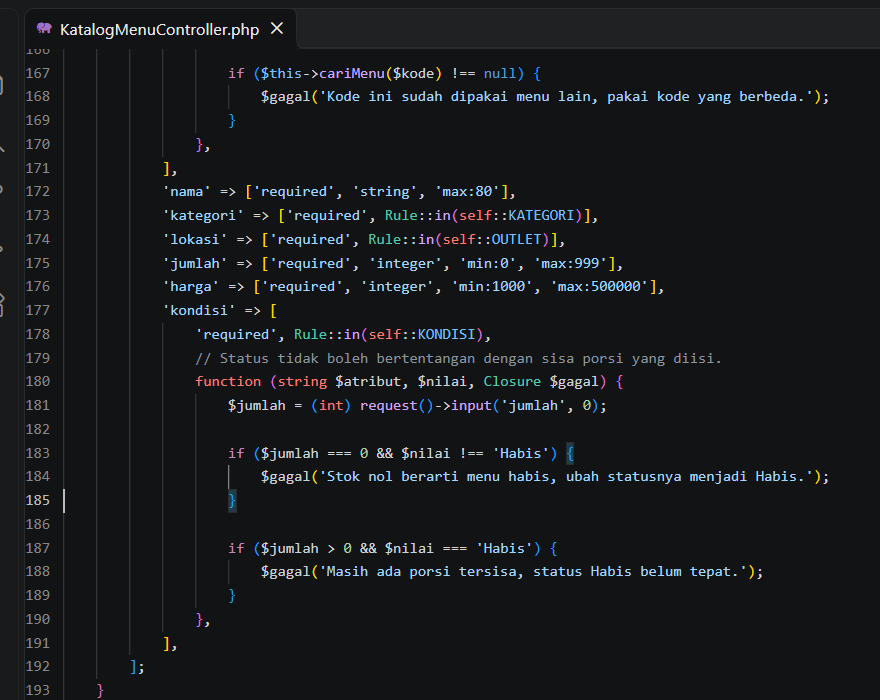 KatalogMenuController.php
166
167 if ($this->cariMenu($kode) !== null) {
168 $gagal('Kode ini sudah dipakai menu lain, pakai kode yang berbeda.');
169 }
170 },
171 ],
172 'nama' => ['required', 'string', 'max:80'],
173 'kategori' => ['required', Rule::in(self::KATEGORI)],
174 'lokasi' => ['required', Rule::in(self::OUTLET)],
175 'jumlah' => ['required', 'integer', 'min:0', 'max:999'],
176 'harga' => ['required', 'integer', 'min:1000', 'max:500000'],
177 'kondisi' => [
178 'required', Rule::in(self::KONDISI),
179 // Status tidak boleh bertentangan dengan sisa porsi yang diisi.
180 function (string $atribut, $nilai, Closure $gagal) {
181 $jumlah = (int) request()->input('jumlah', 0);
182
183 if ($jumlah === 0 && $nilai !== 'Habis') {
184 $gagal('Stok nol berarti menu habis, ubah statusnya menjadi Habis.');
185 }
186
187 if ($jumlah > 0 && $nilai === 'Habis') {
188 $gagal('Masih ada porsi tersisa, status Habis belum tepat.');
189 }
190 },
191 ],
192 ];
193 }